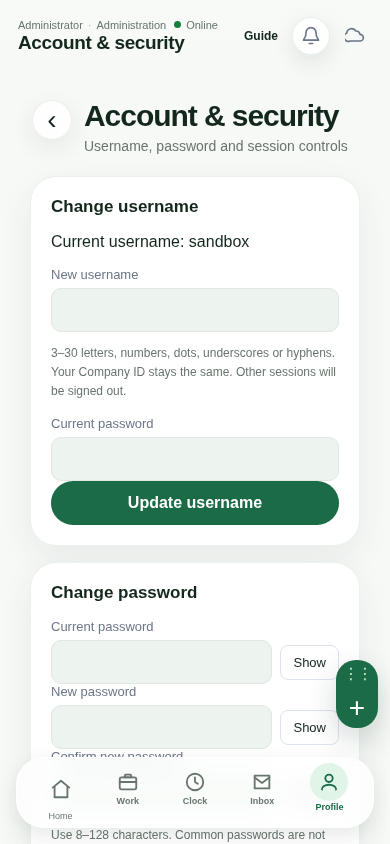 Administrator · Administration Online
Account & security
Guide
Account & security
Username, password and session controls
Change username
Current username: sandbox
New username
3–30 letters, numbers, dots, underscores or hyphens.
Your Company ID stays the same. Other sessions will
be signed out.
Current password
Update username
Change password
Current password
Show
New password
Show
Confirm new password
Home
Work
Clock
Inbox
Profile
Use 8–128 characters. Common passwords are not